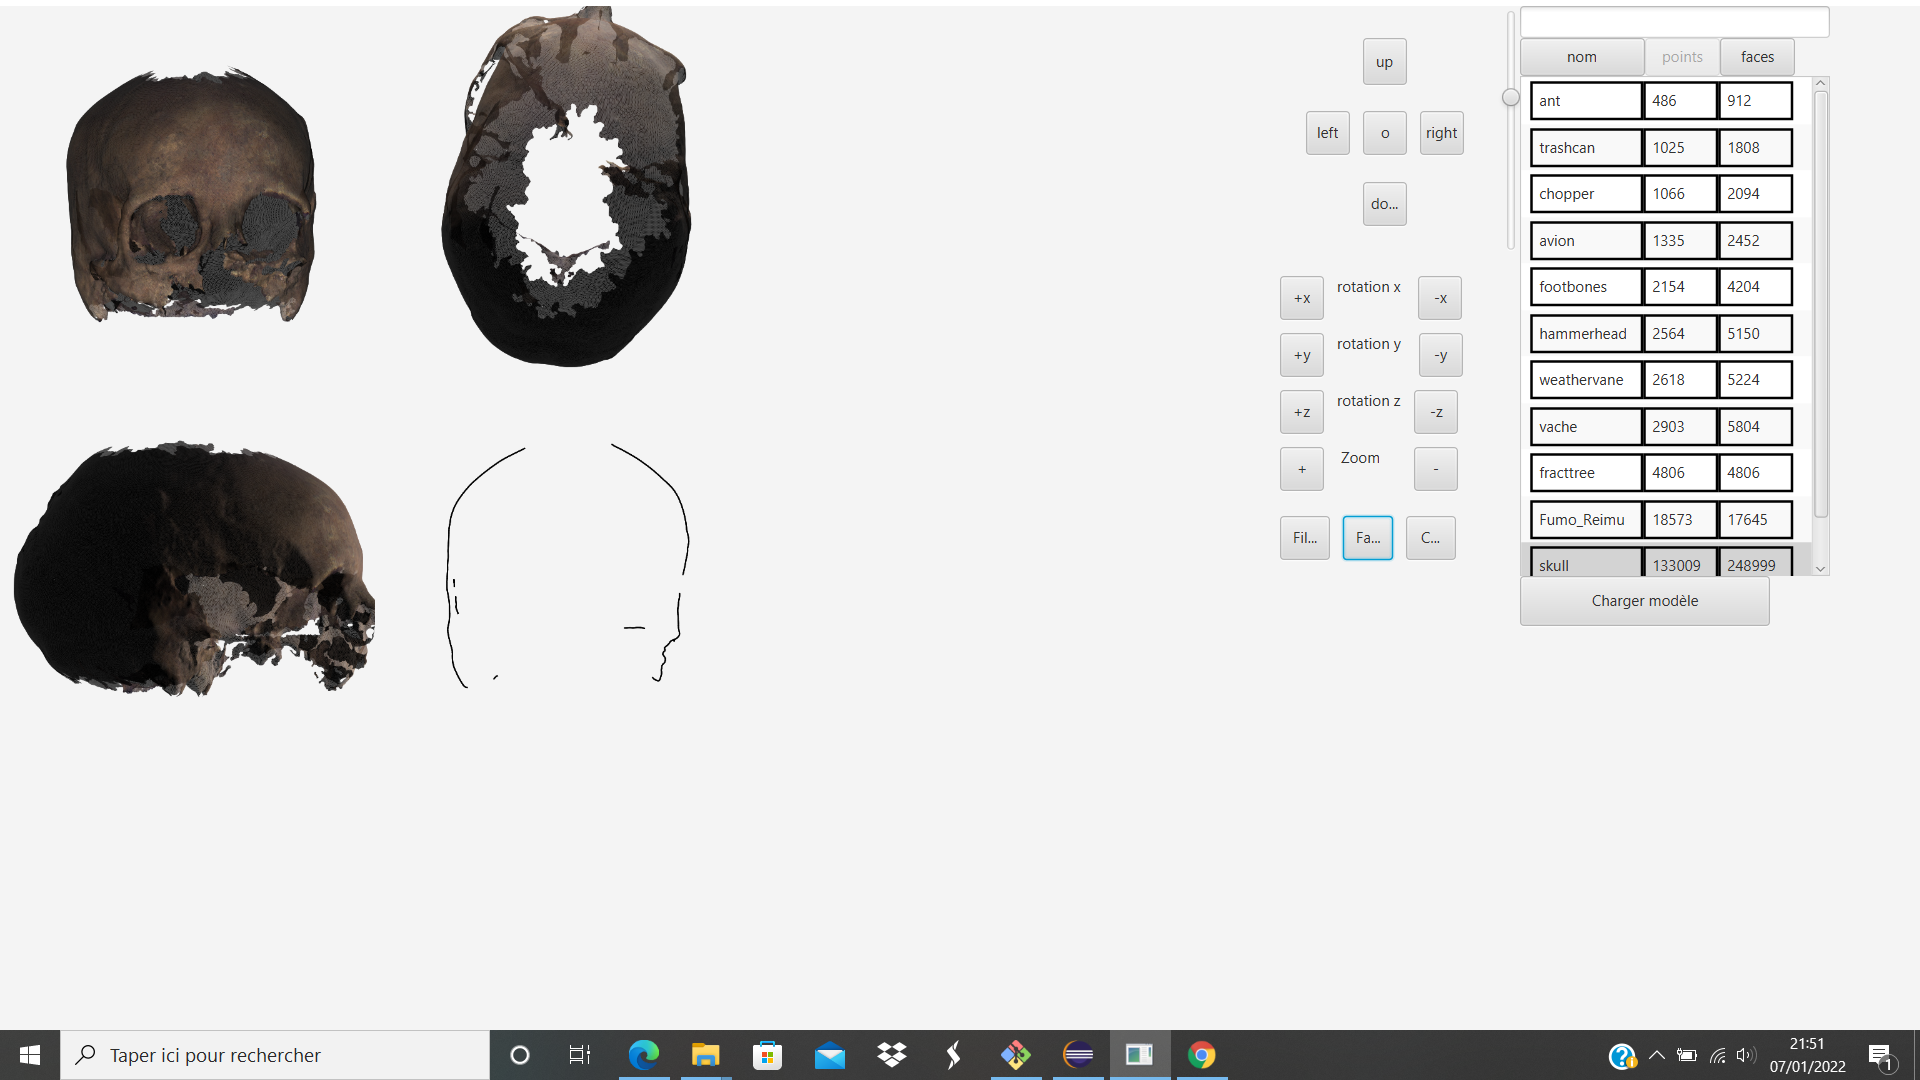 up
left o right
do...
+x rotation x -x
+y rotation y -y
+z rotation z -z
+ Zoom -
Fil... Fa... C...
nom points faces
ant 486 912
trashcan 1025 1808
chopper 1066 2094
avion 1335 2452
footbones 2154 4204
hammerhead 2564 5150
weathervane 2618 5224
vache 2903 5804
fracttree 4806 4806
Fumo_Reimu 18573 17645
skull 133009 248999
Charger modèle
Taper ici pour rechercher
21:51
07/01/2022
1